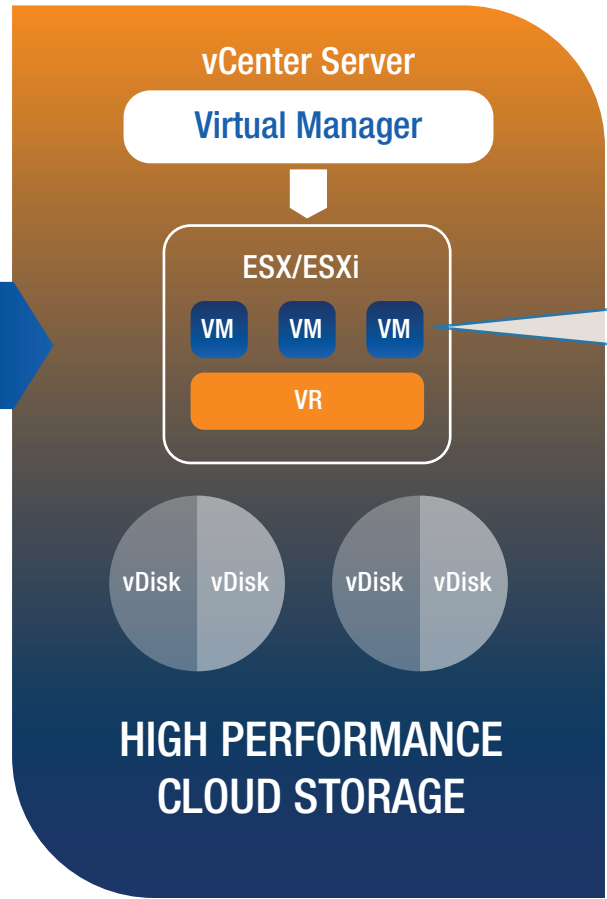 vCenter Server
Virtual Manager
ESX/ESXi
VM VM VM
VR
vDisk vDisk vDisk vDisk
HIGH PERFORMANCE
CLOUD STORAGE